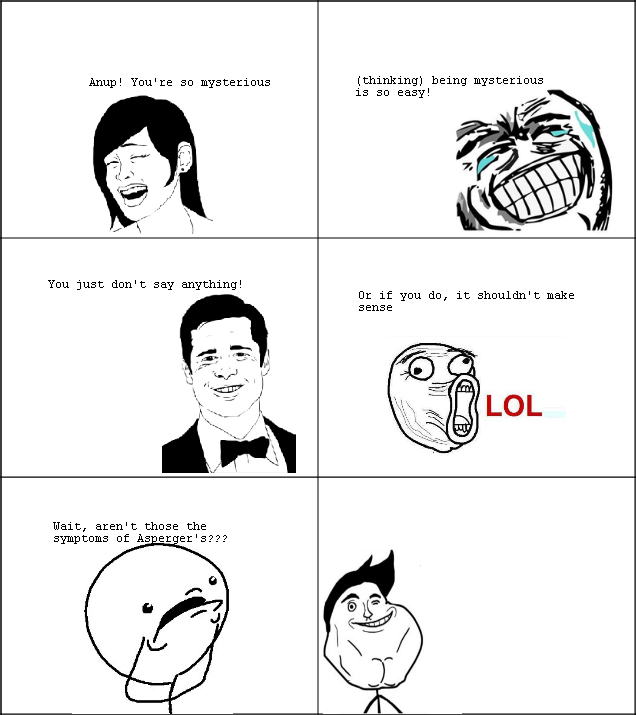 Anup! You're so mysterious
(thinking) being mysterious
is so easy!
You just don't say anything!
Or if you do, it shouldn't make
sense
LOL
Wait, aren't those the
symptoms of Asperger's???